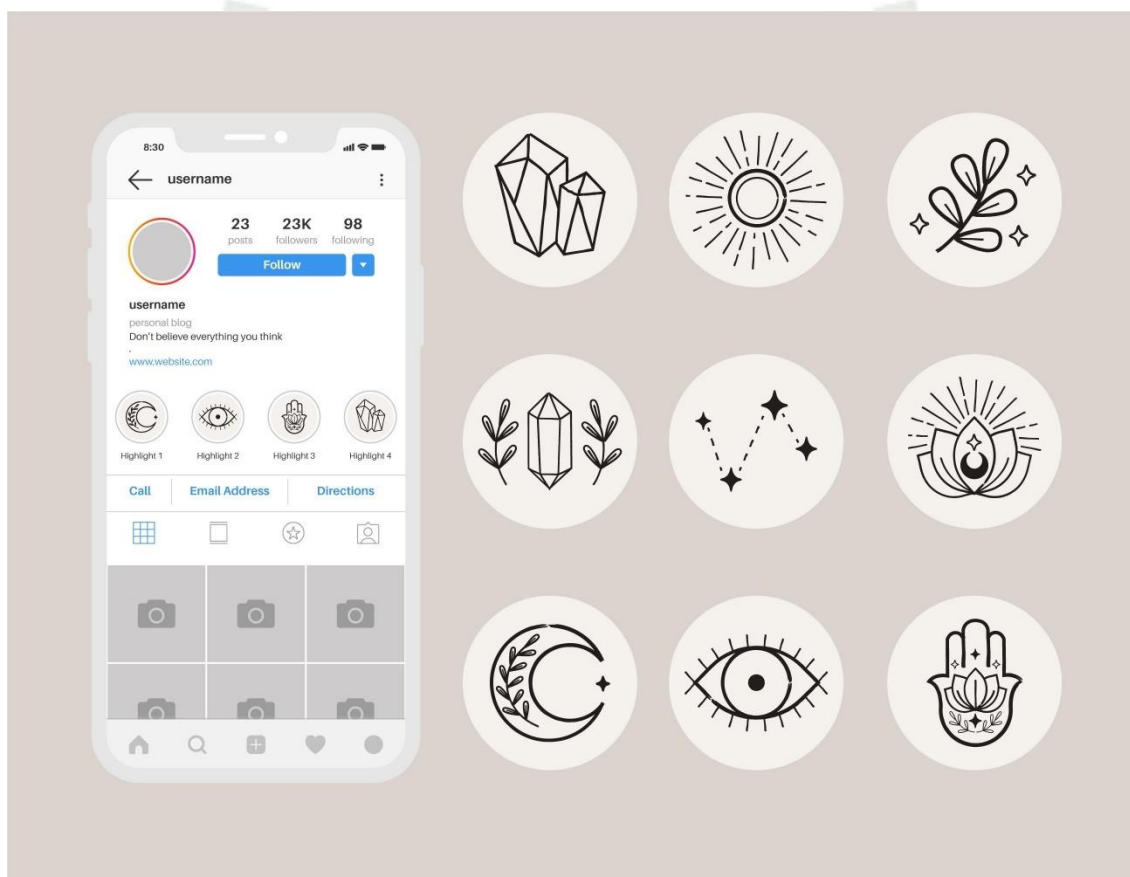 8:30
username
23 23K 98
posts followers following
Follow
username
personal blog
Don't believe everything you think
.
www.website.com
Highlight 1 Highlight 2 Highlight 3 Highlight 4
Call Email Address Directions